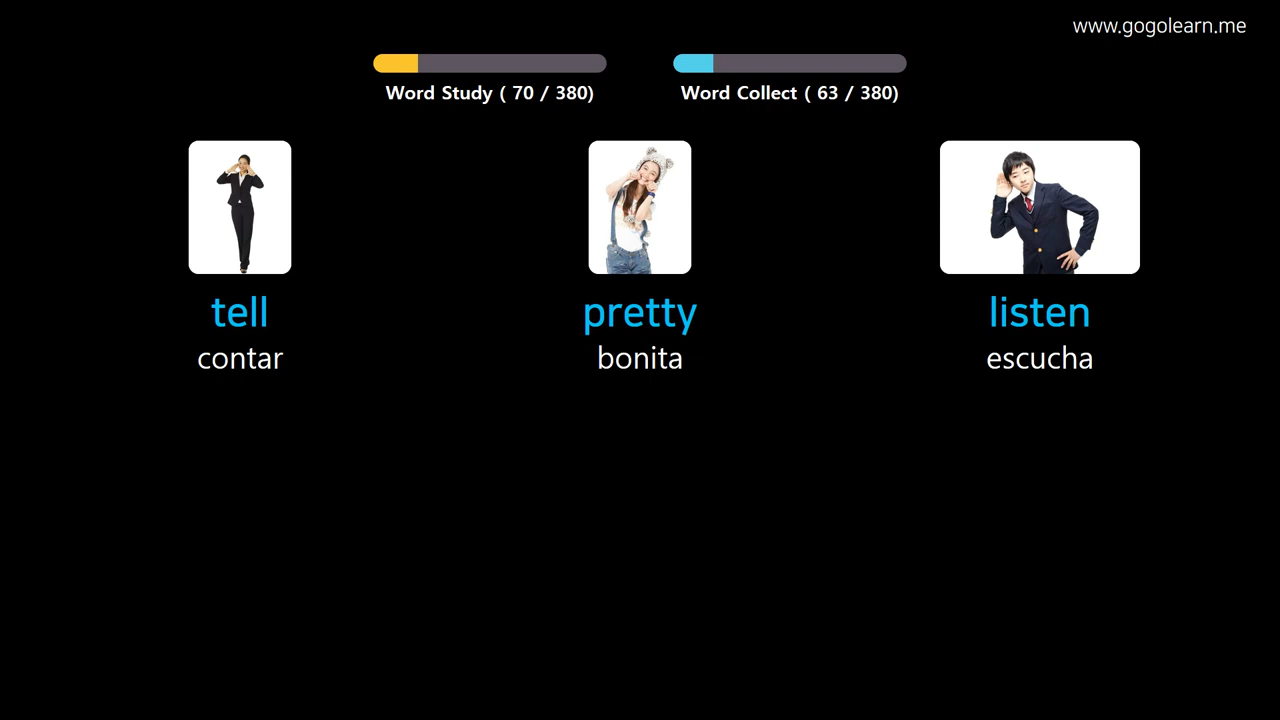 www.gogolearn.me
Word Study ( 70 / 380)
Word Collect ( 63 / 380)
tell
contar
pretty
bonita
listen
escucha